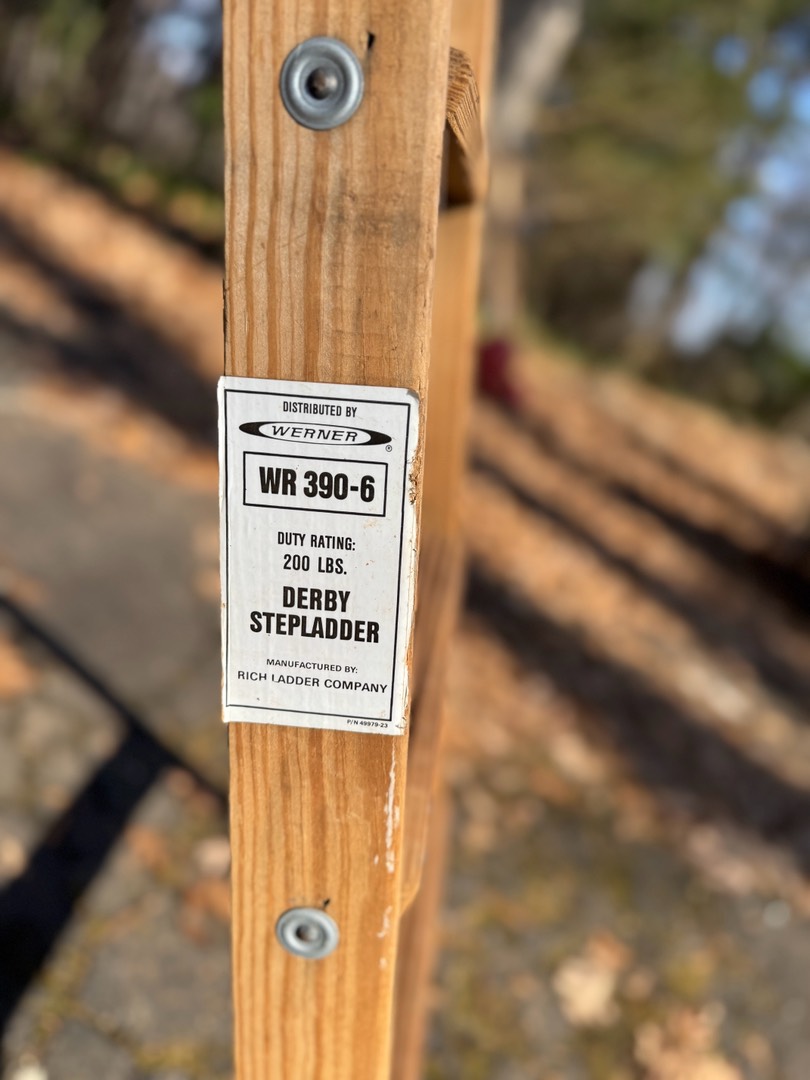 DISTRIBUTED BY
WERNER ®
WR 390-6
DUTY RATING:
200 LBS.
DERBY
STEPLADDER
MANUFACTURED BY:
RICH LADDER COMPANY
P/N 49979-23